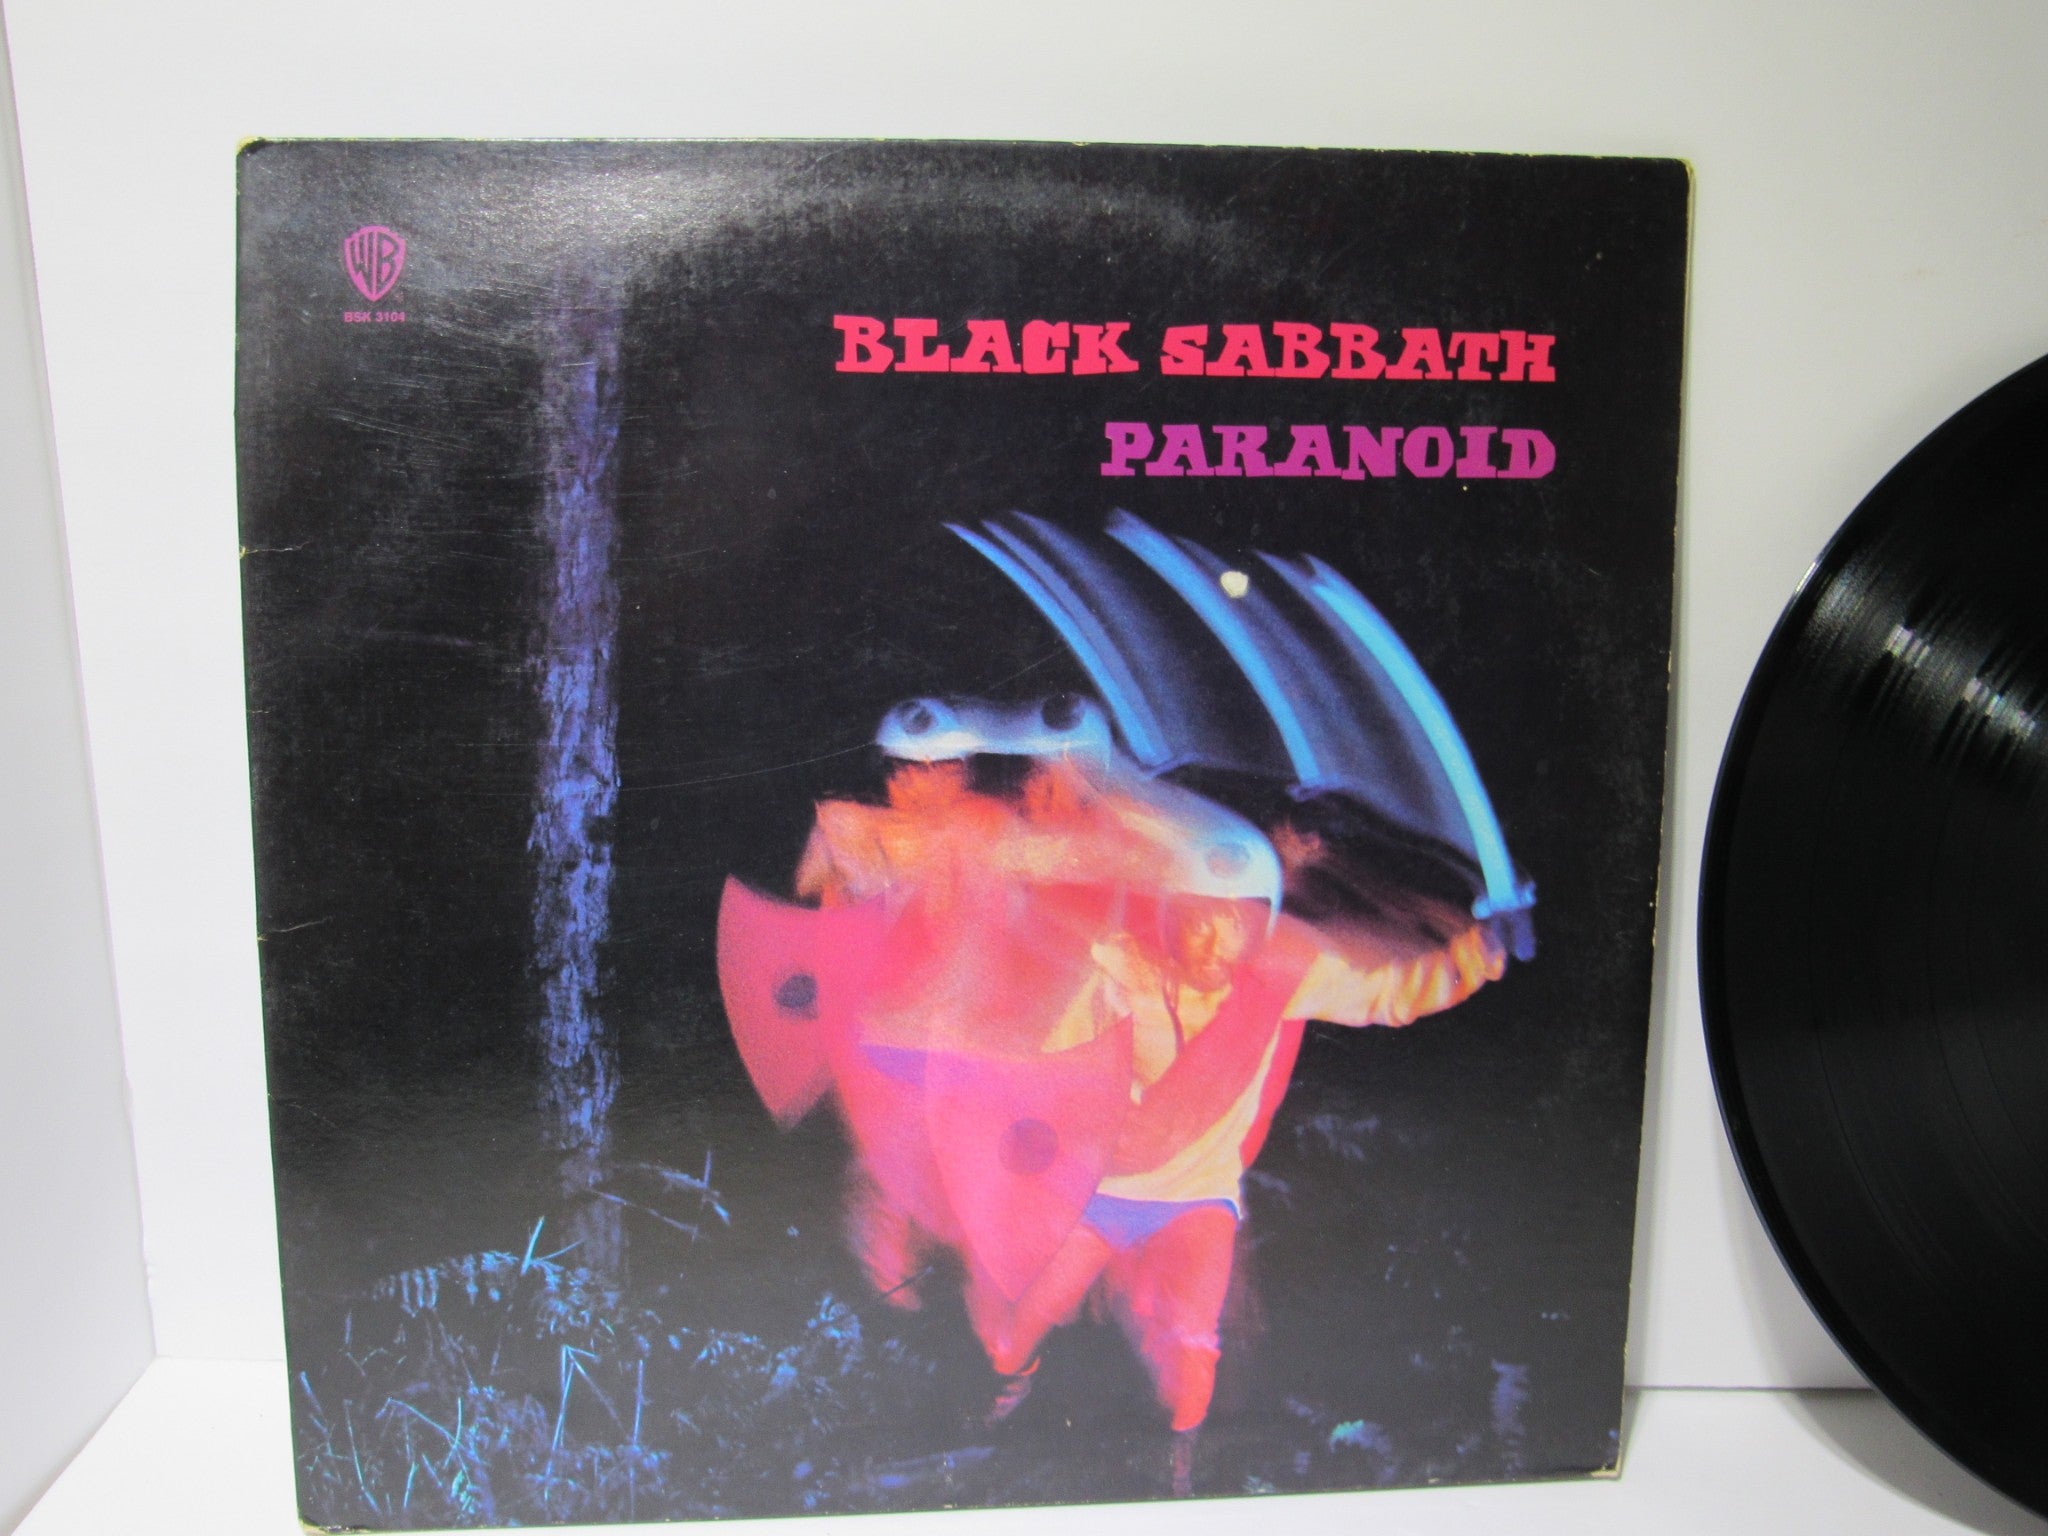 WB
BSK 3104
BLACK SABBATH
PARANOID